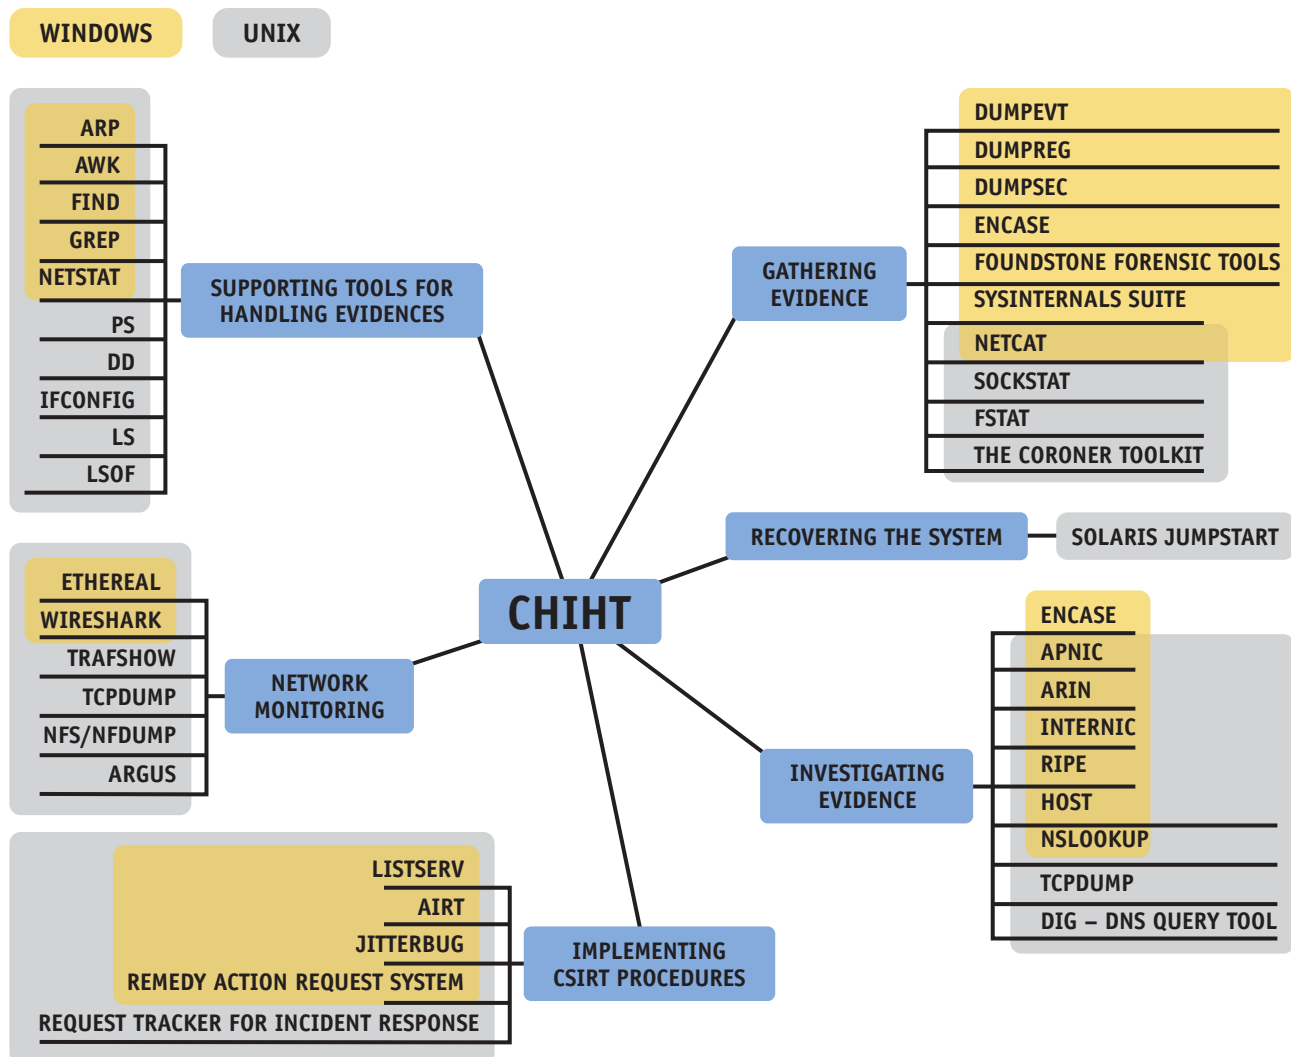 WINDOWS
UNIX
ARP
AWK
FIND
GREP
NETSTAT
PS
DD
IFCONFIG
LS
LSOF
SUPPORTING TOOLS FOR
HANDLING EVIDENCES
GATHERING
EVIDENCE
DUMPEVT
DUMPREG
DUMPSEC
ENCASE
FOUNDSTONE FORENSIC TOOLS
SYSINTERNALS SUITE
NETCAT
SOCKSTAT
FSTAT
THE CORONER TOOLKIT
RECOVERING THE SYSTEM
SOLARIS JUMPSTART
CHIHT
ETHEREAL
WIRESHARK
TRAFSHOW
TCPDUMP
NFS/NFDUMP
ARGUS
NETWORK
MONITORING
INVESTIGATING
EVIDENCE
ENCASE
APNIC
ARIN
INTERNIC
RIPE
HOST
NSLOOKUP
TCPDUMP
DIG – DNS QUERY TOOL
LISTSERV
AIRT
JITTERBUG
REMEDY ACTION REQUEST SYSTEM
REQUEST TRACKER FOR INCIDENT RESPONSE
IMPLEMENTING
CSIRT PROCEDURES